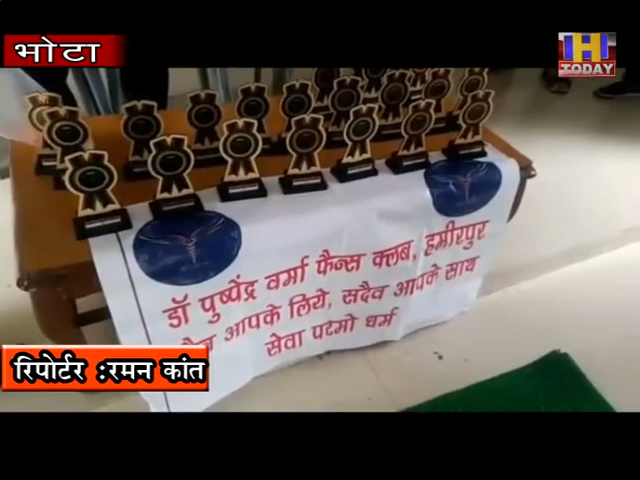 भोटा
H
TODAY
डॉ पुष्पेंद्र वर्मा फैन्स क्लब, हमीरपुर
आपके लिये, सदैव आपके साथ
सेवा परमो धर्म
रिपोर्टर :रमन कांत